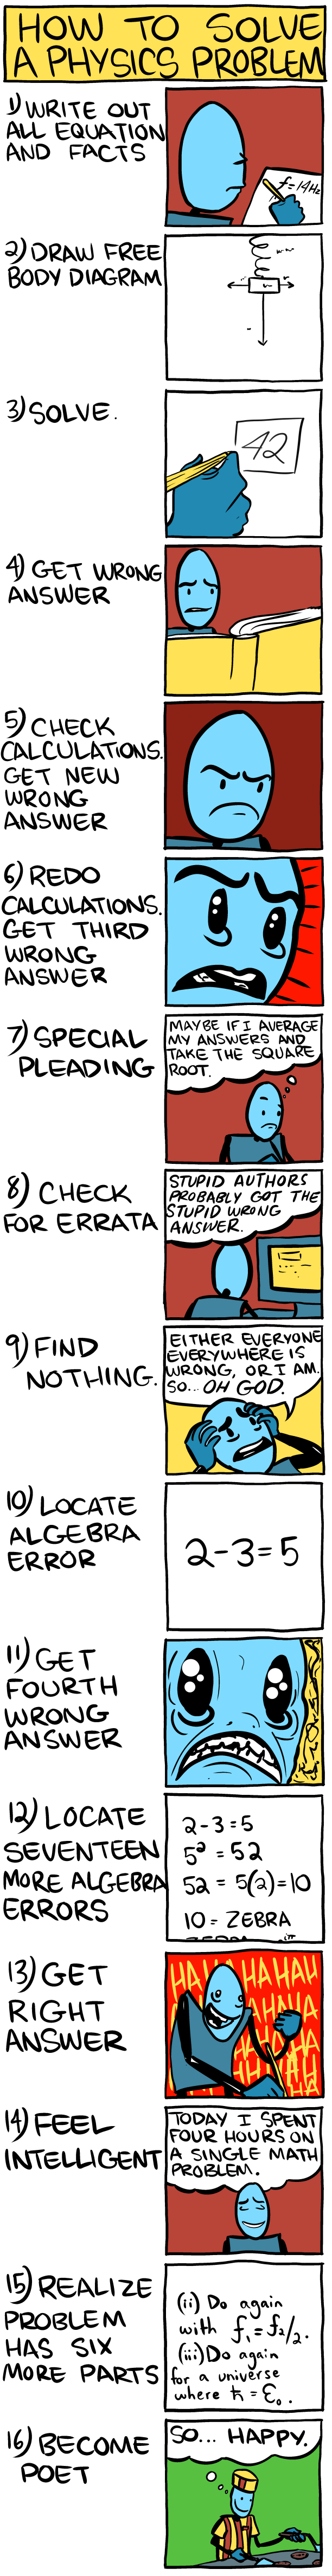 HOW TO SOLVE
A PHYSICS PROBLEM
1) WRITE OUT
ALL EQUATION
AND FACTS
f=14Hz
2) DRAW FREE
BODY DIAGRAM
3) SOLVE.
42
4) GET WRONG
ANSWER
5) CHECK
CALCULATIONS.
GET NEW
WRONG
ANSWER
6) REDO
CALCULATIONS.
GET THIRD
WRONG
ANSWER
7) SPECIAL
PLEADING
MAYBE IF I AVERAGE
MY ANSWERS AND
TAKE THE SQUARE
ROOT.
8) CHECK
FOR ERRATA
STUPID AUTHORS
PROBABLY GOT THE
STUPID WRONG
ANSWER.
9) FIND
NOTHING.
EITHER EVERYONE
EVERYWHERE IS
WRONG, OR I AM.
SO... OH GOD.
10) LOCATE
ALGEBRA
ERROR
2-3=5
11) GET
FOURTH
WRONG
ANSWER
12) LOCATE
SEVENTEEN
MORE ALGEBRA
ERRORS
2-3=5
5² = 52
52 = 5(2)=10
10 = ZEBRA
13) GET
RIGHT
ANSWER
HAHAHAHAH
14) FEEL
INTELLIGENT
TODAY I SPENT
FOUR HOURS ON
A SINGLE MATH
PROBLEM.
15) REALIZE
PROBLEM
HAS SIX
MORE PARTS
(ii) Do again
with f₁=f₂/2.
(iii) Do again
for a universe
where ħ = ε₀.
16) BECOME
POET
SO... HAPPY.